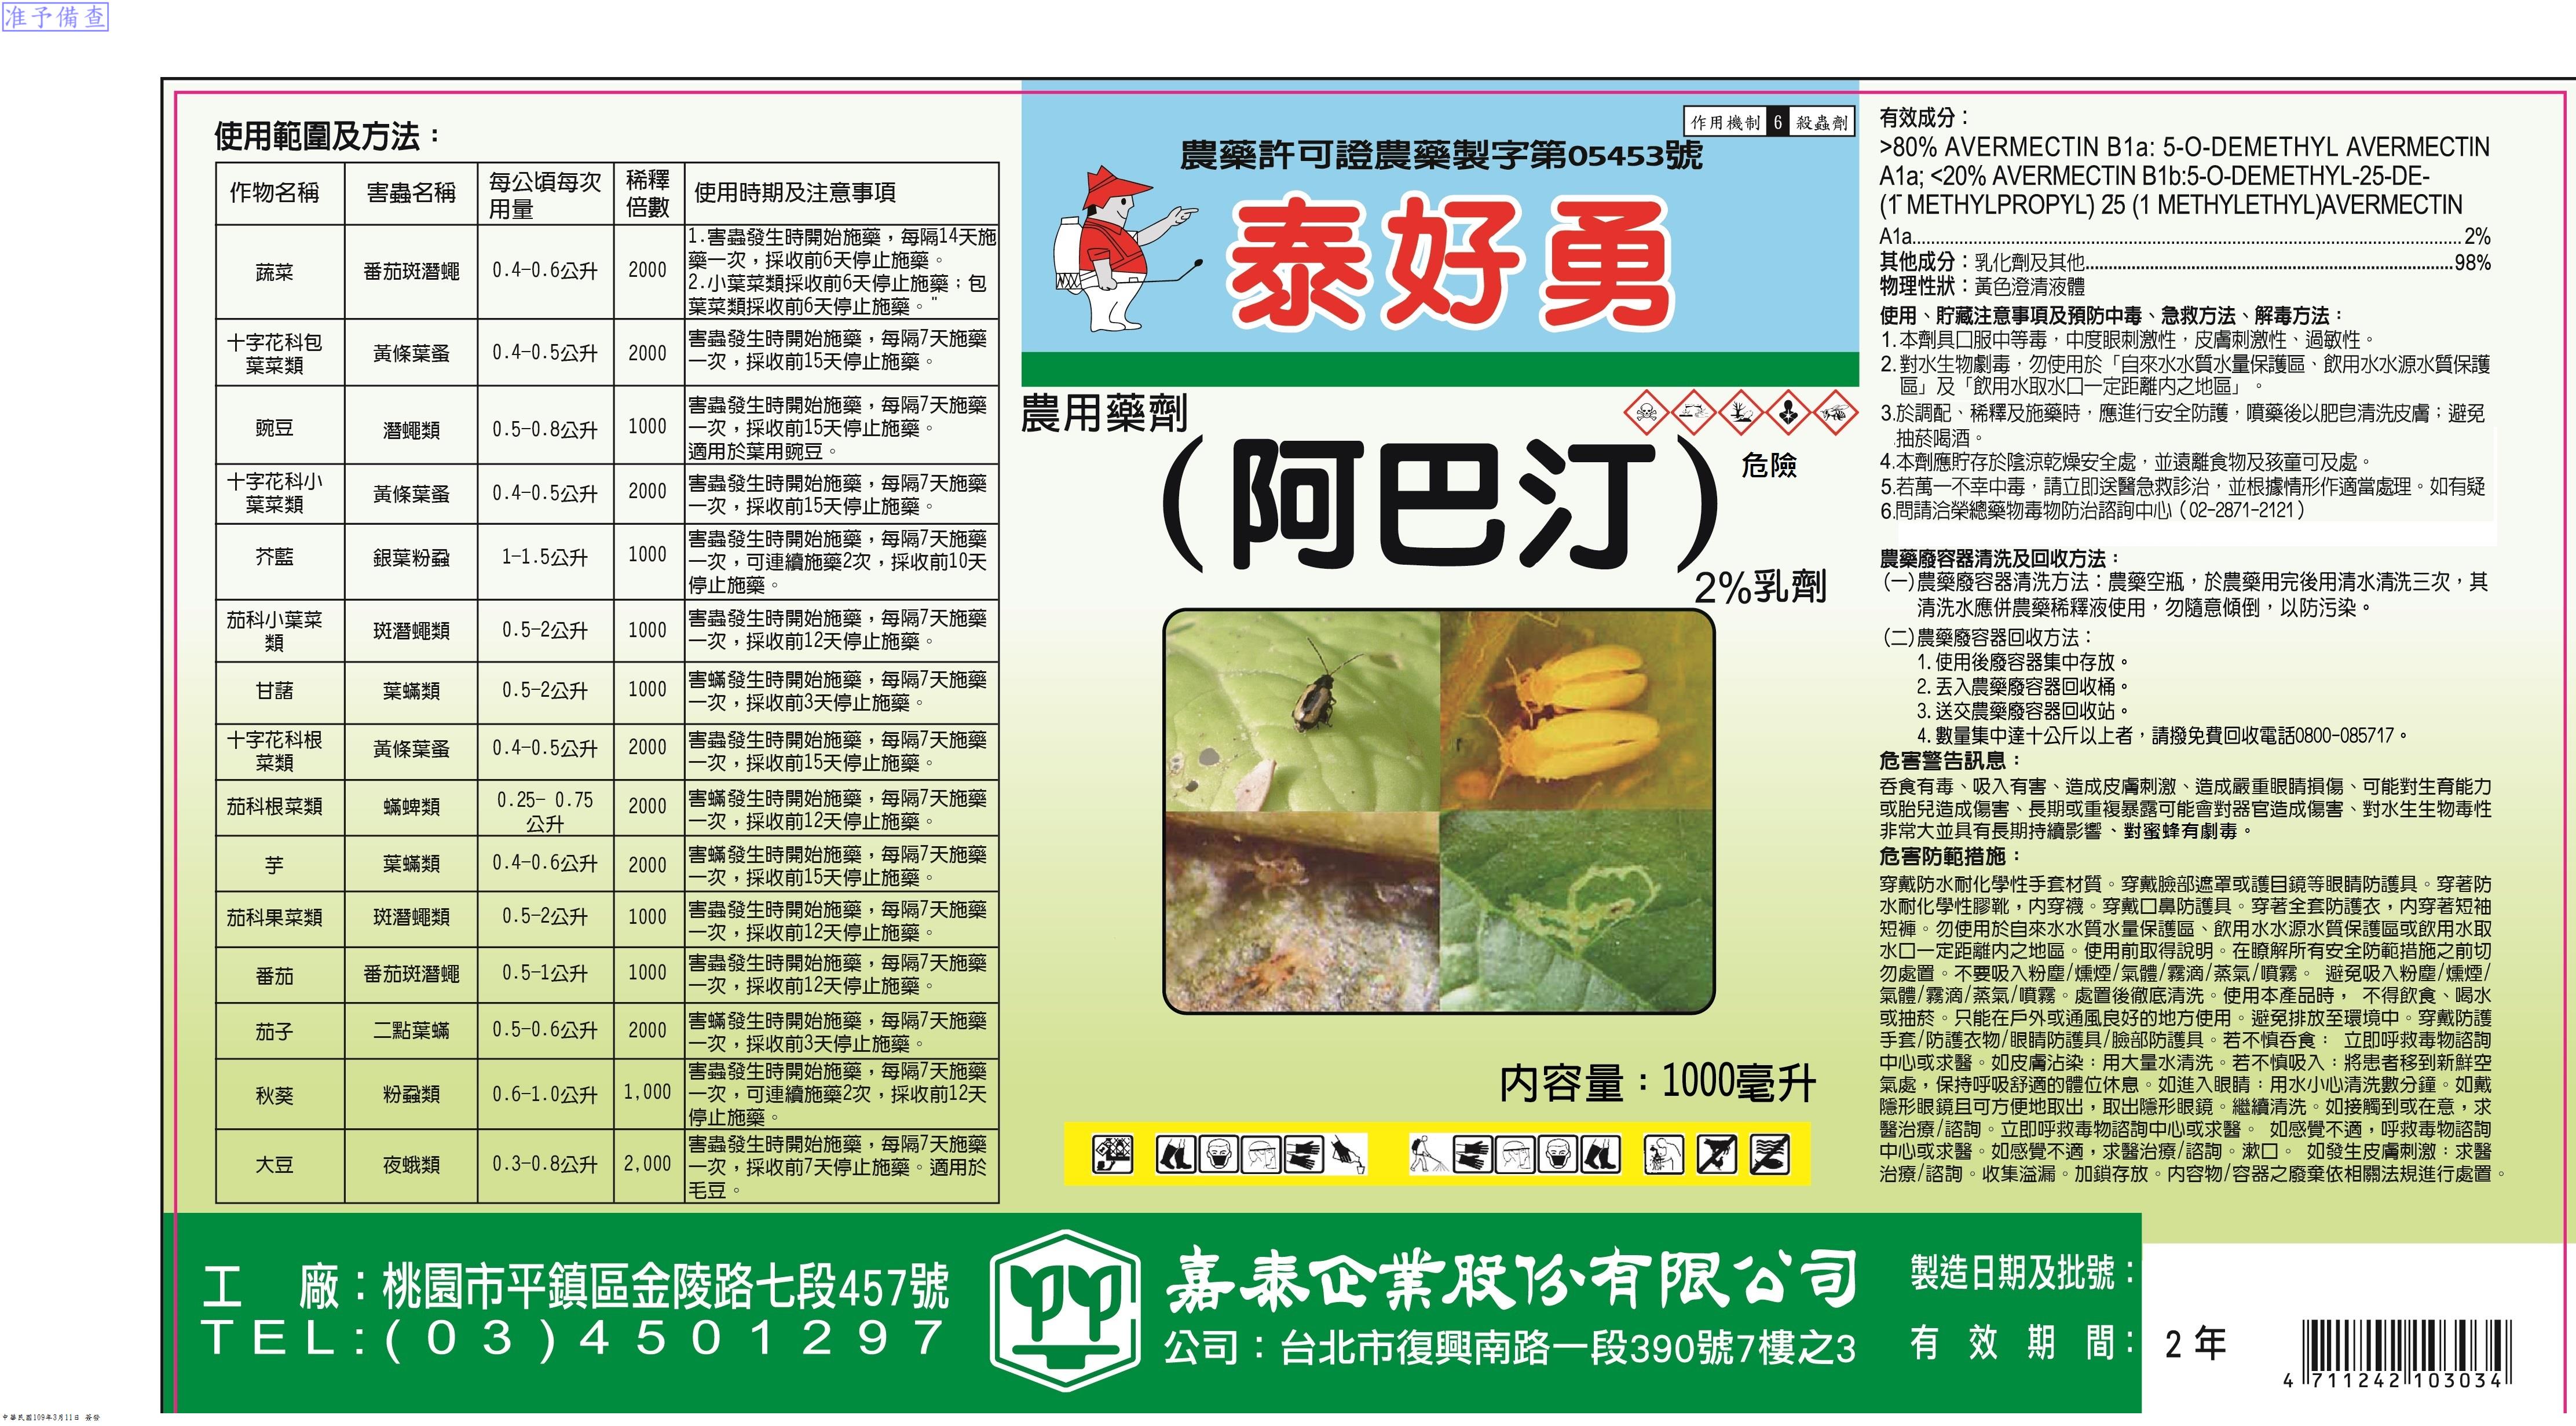 准予備查
使用範圍及方法：
作物名稱 害蟲名稱 每公頃每次用量 稀釋倍數 使用時期及注意事項
蔬菜 番茄斑潛蠅 0.4-0.6公升 2000
1.害蟲發生時開始施藥，每隔14天施
藥一次，採收前6天停止施藥。
2.小葉菜類採收前6天停止施藥；包
葉菜類採收前6天停止施藥。"
十字花科包葉菜類 黃條葉蚤 0.4-0.5公升 2000
害蟲發生時開始施藥，每隔7天施藥
一次，採收前15天停止施藥。
豌豆 潛蠅類 0.5-0.8公升 1000
害蟲發生時開始施藥，每隔7天施藥
一次，採收前15天停止施藥。
適用於葉用豌豆。
十字花科小葉菜類 黃條葉蚤 0.4-0.5公升 2000
害蟲發生時開始施藥，每隔7天施藥
一次，採收前15天停止施藥。
芥藍 銀葉粉蝨 1-1.5公升 1000
害蟲發生時開始施藥，每隔7天施藥
一次，可連續施藥2次，採收前10天
停止施藥。
茄科小葉菜類 斑潛蠅類 0.5-2公升 1000
害蟲發生時開始施藥，每隔7天施藥
一次，採收前12天停止施藥。
甘藷 葉蟎類 0.5-2公升 1000
害蟎發生時開始施藥，每隔7天施藥
一次，採收前3天停止施藥。
十字花科根菜類 黃條葉蚤 0.4-0.5公升 2000
害蟲發生時開始施藥，每隔7天施藥
一次，採收前15天停止施藥。
茄科根菜類 蟎蜱類 0.25- 0.75公升 2000
害蟎發生時開始施藥，每隔7天施藥
一次，採收前12天停止施藥。
芋 葉蟎類 0.4-0.6公升 2000
害蟎發生時開始施藥，每隔7天施藥
一次，採收前15天停止施藥。
茄科果菜類 斑潛蠅類 0.5-2公升 1000
害蟲發生時開始施藥，每隔7天施藥
一次，採收前12天停止施藥。
番茄 番茄斑潛蠅 0.5-1公升 1000
害蟲發生時開始施藥，每隔7天施藥
一次，採收前12天停止施藥。
茄子 二點葉蟎 0.5-0.6公升 2000
害蟎發生時開始施藥，每隔7天施藥
一次，採收前3天停止施藥。
秋葵 粉蝨類 0.6-1.0公升 1,000
害蟲發生時開始施藥，每隔7天施藥
一次，可連續施藥2次，採收前12天
停止施藥。
大豆 夜蛾類 0.3-0.8公升 2,000
害蟲發生時開始施藥，每隔7天施藥
一次，採收前7天停止施藥。適用於
毛豆。
作用機制 6 殺蟲劑
農藥許可證農藥製字第05453號
泰好勇
農用藥劑
（阿巴汀）
危險
2%乳劑
內容量：1000毫升
有效成分：
>80% AVERMECTIN B1a: 5-O-DEMETHYL AVERMECTIN
A1a; <20% AVERMECTIN B1b:5-O-DEMETHYL-25-DE-
(1-METHYLPROPYL) 25 (1 METHYLETHYL)AVERMECTIN
A1a....................2%
其他成分：乳化劑及其他....................98%
物理性狀：黃色澄清液體
使用、貯藏注意事項及預防中毒、急救方法、解毒方法：
1.本劑具口服中等毒，中度眼刺激性，皮膚刺激性、過敏性。
2.對水生物劇毒，勿使用於「自來水水質水量保護區、飲用水水源水質保護
區」及「飲用水取水口一定距離內之地區」。
3.於調配、稀釋及施藥時，應進行安全防護，噴藥後以肥皂清洗皮膚；避免
抽菸喝酒。
4.本劑應貯存於陰涼乾燥安全處，並遠離食物及孩童可及處。
5.若萬一不幸中毒，請立即送醫急救診治，並根據情形作適當處理。如有疑
6.問請洽榮總藥物毒物防治諮詢中心（02-2871-2121）
農藥廢容器清洗及回收方法：
(一)農藥廢容器清洗方法：農藥空瓶，於農藥用完後用清水清洗三次，其
清洗水應併農藥稀釋液使用，勿隨意傾倒，以防污染。
(二)農藥廢容器回收方法：
1.使用後廢容器集中存放。
2.丟入農藥廢容器回收桶。
3.送交農藥廢容器回收站。
4.數量集中達十公斤以上者，請撥免費回收電話0800-085717。
危害警告訊息：
吞食有毒、吸入有害、造成皮膚刺激、造成嚴重眼睛損傷、可能對生育能力
或胎兒造成傷害、長期或重複暴露可能會對器官造成傷害、對水生生物毒性
非常大並具有長期持續影響、對蜜蜂有劇毒。
危害防範措施：
穿戴防水耐化學性手套材質。穿戴臉部遮罩或護目鏡等眼睛防護具。穿著防
水耐化學性膠靴，內穿襪。穿戴口鼻防護具。穿著全套防護衣，內穿著短袖
短褲。勿使用於自來水水質水量保護區、飲用水水源水質保護區或飲用水取
水口一定距離內之地區。使用前取得說明。在瞭解所有安全防範措施之前切
勿處置。不要吸入粉塵/燻煙/氣體/霧滴/蒸氣/噴霧。 避免吸入粉塵/燻煙/
氣體/霧滴/蒸氣/噴霧。處置後徹底清洗。使用本產品時， 不得飲食、喝水
或抽菸。只能在戶外或通風良好的地方使用。避免排放至環境中。穿戴防護
手套/防護衣物/眼睛防護具/臉部防護具。若不慎吞食： 立即呼救毒物諮詢
中心或求醫。如皮膚沾染：用大量水清洗。若不慎吸入：將患者移到新鮮空
氣處，保持呼吸舒適的體位休息。如進入眼睛：用水小心清洗數分鐘。如戴
隱形眼鏡且可方便地取出，取出隱形眼鏡。繼續清洗。如接觸到或在意，求
醫治療/諮詢。立即呼救毒物諮詢中心或求醫。 如感覺不適，呼救毒物諮詢
中心或求醫。如感覺不適，求醫治療/諮詢。漱口。 如發生皮膚刺激：求醫
治療/諮詢。收集溢漏。加鎖存放。內容物/容器之廢棄依相關法規進行處置。
工 廠：桃園市平鎮區金陵路七段457號
TEL:(03)4501297
嘉泰企業股份有限公司
公司：台北市復興南路一段390號7樓之3
製造日期及批號：
有效期間：2年
4 711242 103034
中華民國109年3月11日 簽發